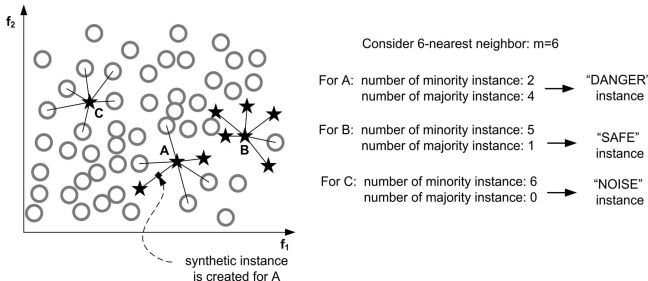 f2
C
A
B
f1
synthetic instance
is created for A
Consider 6-nearest neighbor: m=6
For A: number of minority instance: 2
number of majority instance: 4
"DANGER"
instance
For B: number of minority instance: 5
number of majority instance: 1
"SAFE"
instance
For C: number of minority instance: 6
number of majority instance: 0
"NOISE"
instance